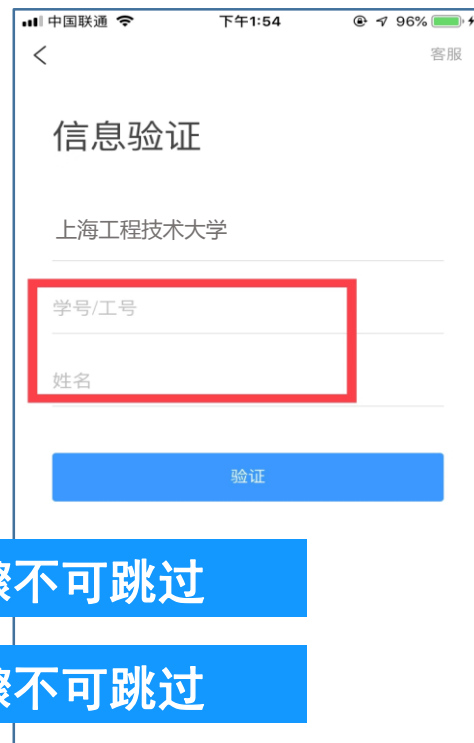 中国联通 下午1:54 96%
客服
信息验证
上海工程技术大学
学号/工号
姓名
验证
骤不可跳过
骤不可跳过